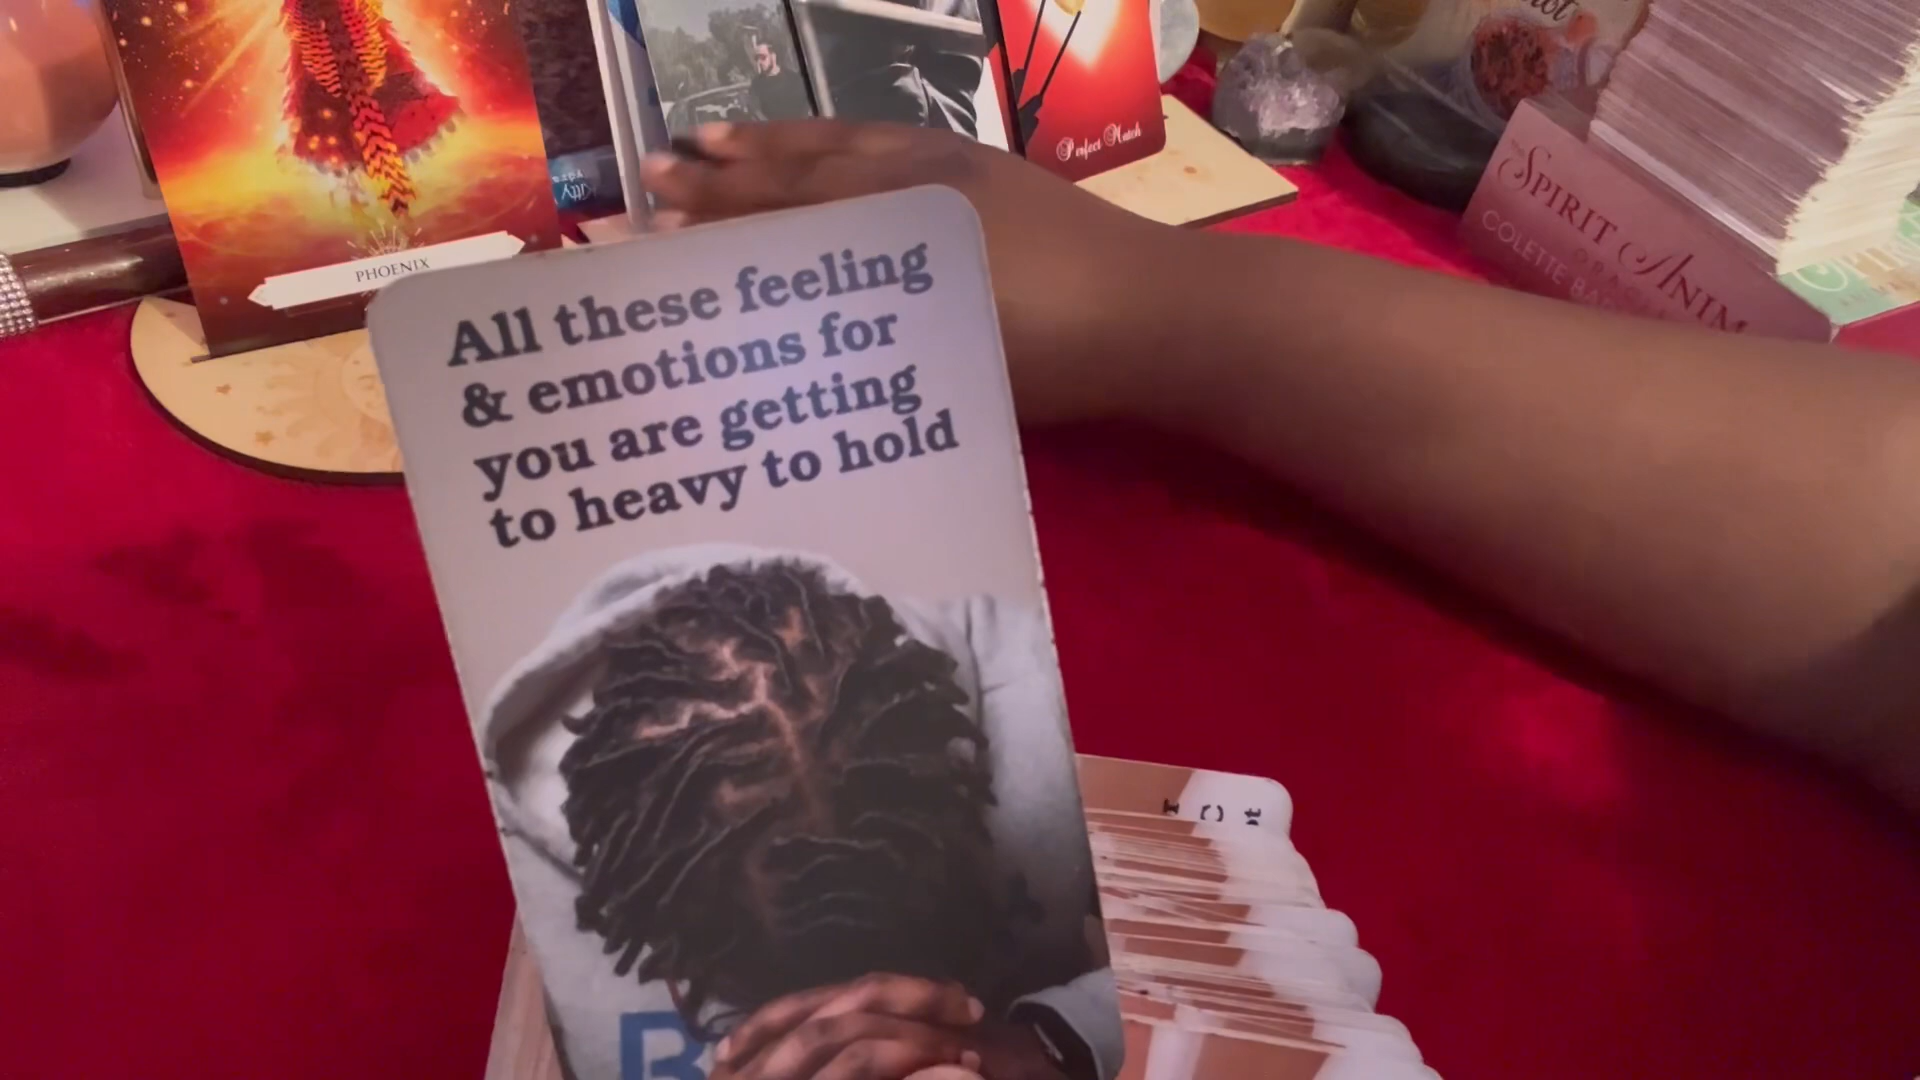 PHOENIX
Perfect Match
SPIRIT ANIM
COLETTE BA
All these feeling
& emotions for
you are getting
to heavy to hold
B